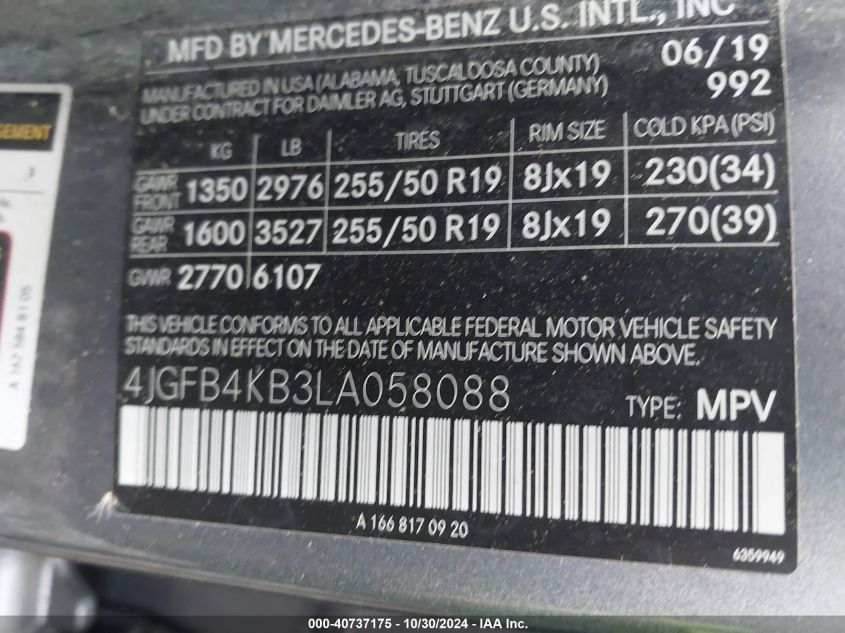 MFD BY MERCEDES-BENZ U.S. INTL., INC
MANUFACTURED IN USA (ALABAMA, TUSCALOOSA COUNTY) 06/19
UNDER CONTRACT FOR DAIMLER AG, STUTTGART (GERMANY) 992
KG LB TIRES RIM SIZE COLD KPA (PSI)
GAWR FRONT 1350 2976 255/50 R19 8Jx19 230(34)
GAWR REAR 1600 3527 255/50 R19 8Jx19 270(39)
GVWR 2770 6107
THIS VEHICLE CONFORMS TO ALL APPLICABLE FEDERAL MOTOR VEHICLE SAFETY
STANDARDS IN EFFECT ON THE DATE OF MANUFACTURE SHOWN ABOVE.
4JGFB4KB3LA058088 TYPE: MPV
A 166 817 09 20
6359949
A 167 584 81 05
000-40737175 - 10/30/2024 - IAA Inc.